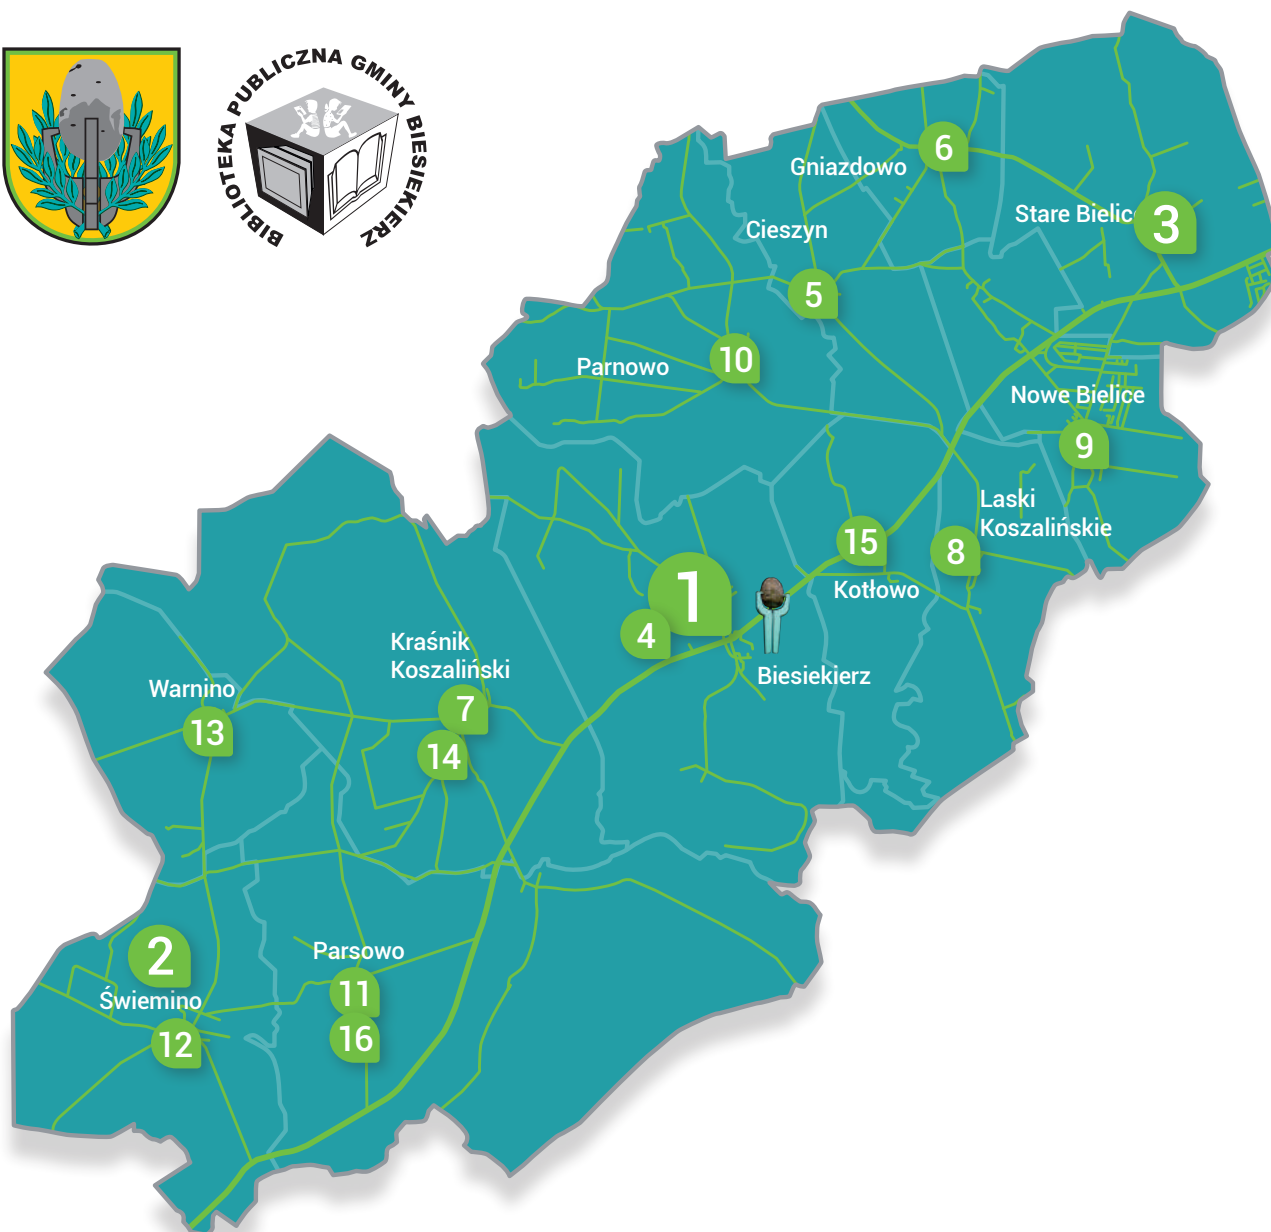 BIBLIOTEKA PUBLICZNA GMINY BIESIEKIERZ
6
Gniazdowo
Stare Bielice
3
Cieszyn
5
10
Parnowo
Nowe Bielice
9
Laski
Koszalińskie
15
8
1
Kotłowo
4
Kraśnik
Koszaliński
Biesiekierz
Warnino
7
13
14
2
Parsowo
Świemino
11
12
16